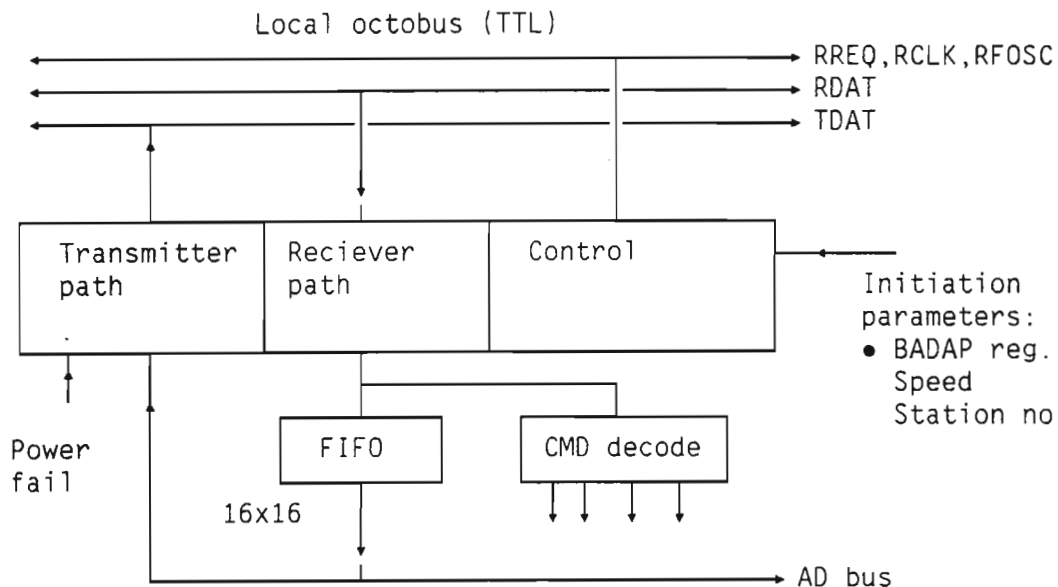 Local octobus (TTL)
RREQ,RCLK,RFOSC
RDAT
TDAT
Transmitter
path
Reciever
path
Control
Initiation
parameters:
● BADAP reg.
Speed
Station no
Power
fail
FIFO
CMD decode
16x16
AD bus